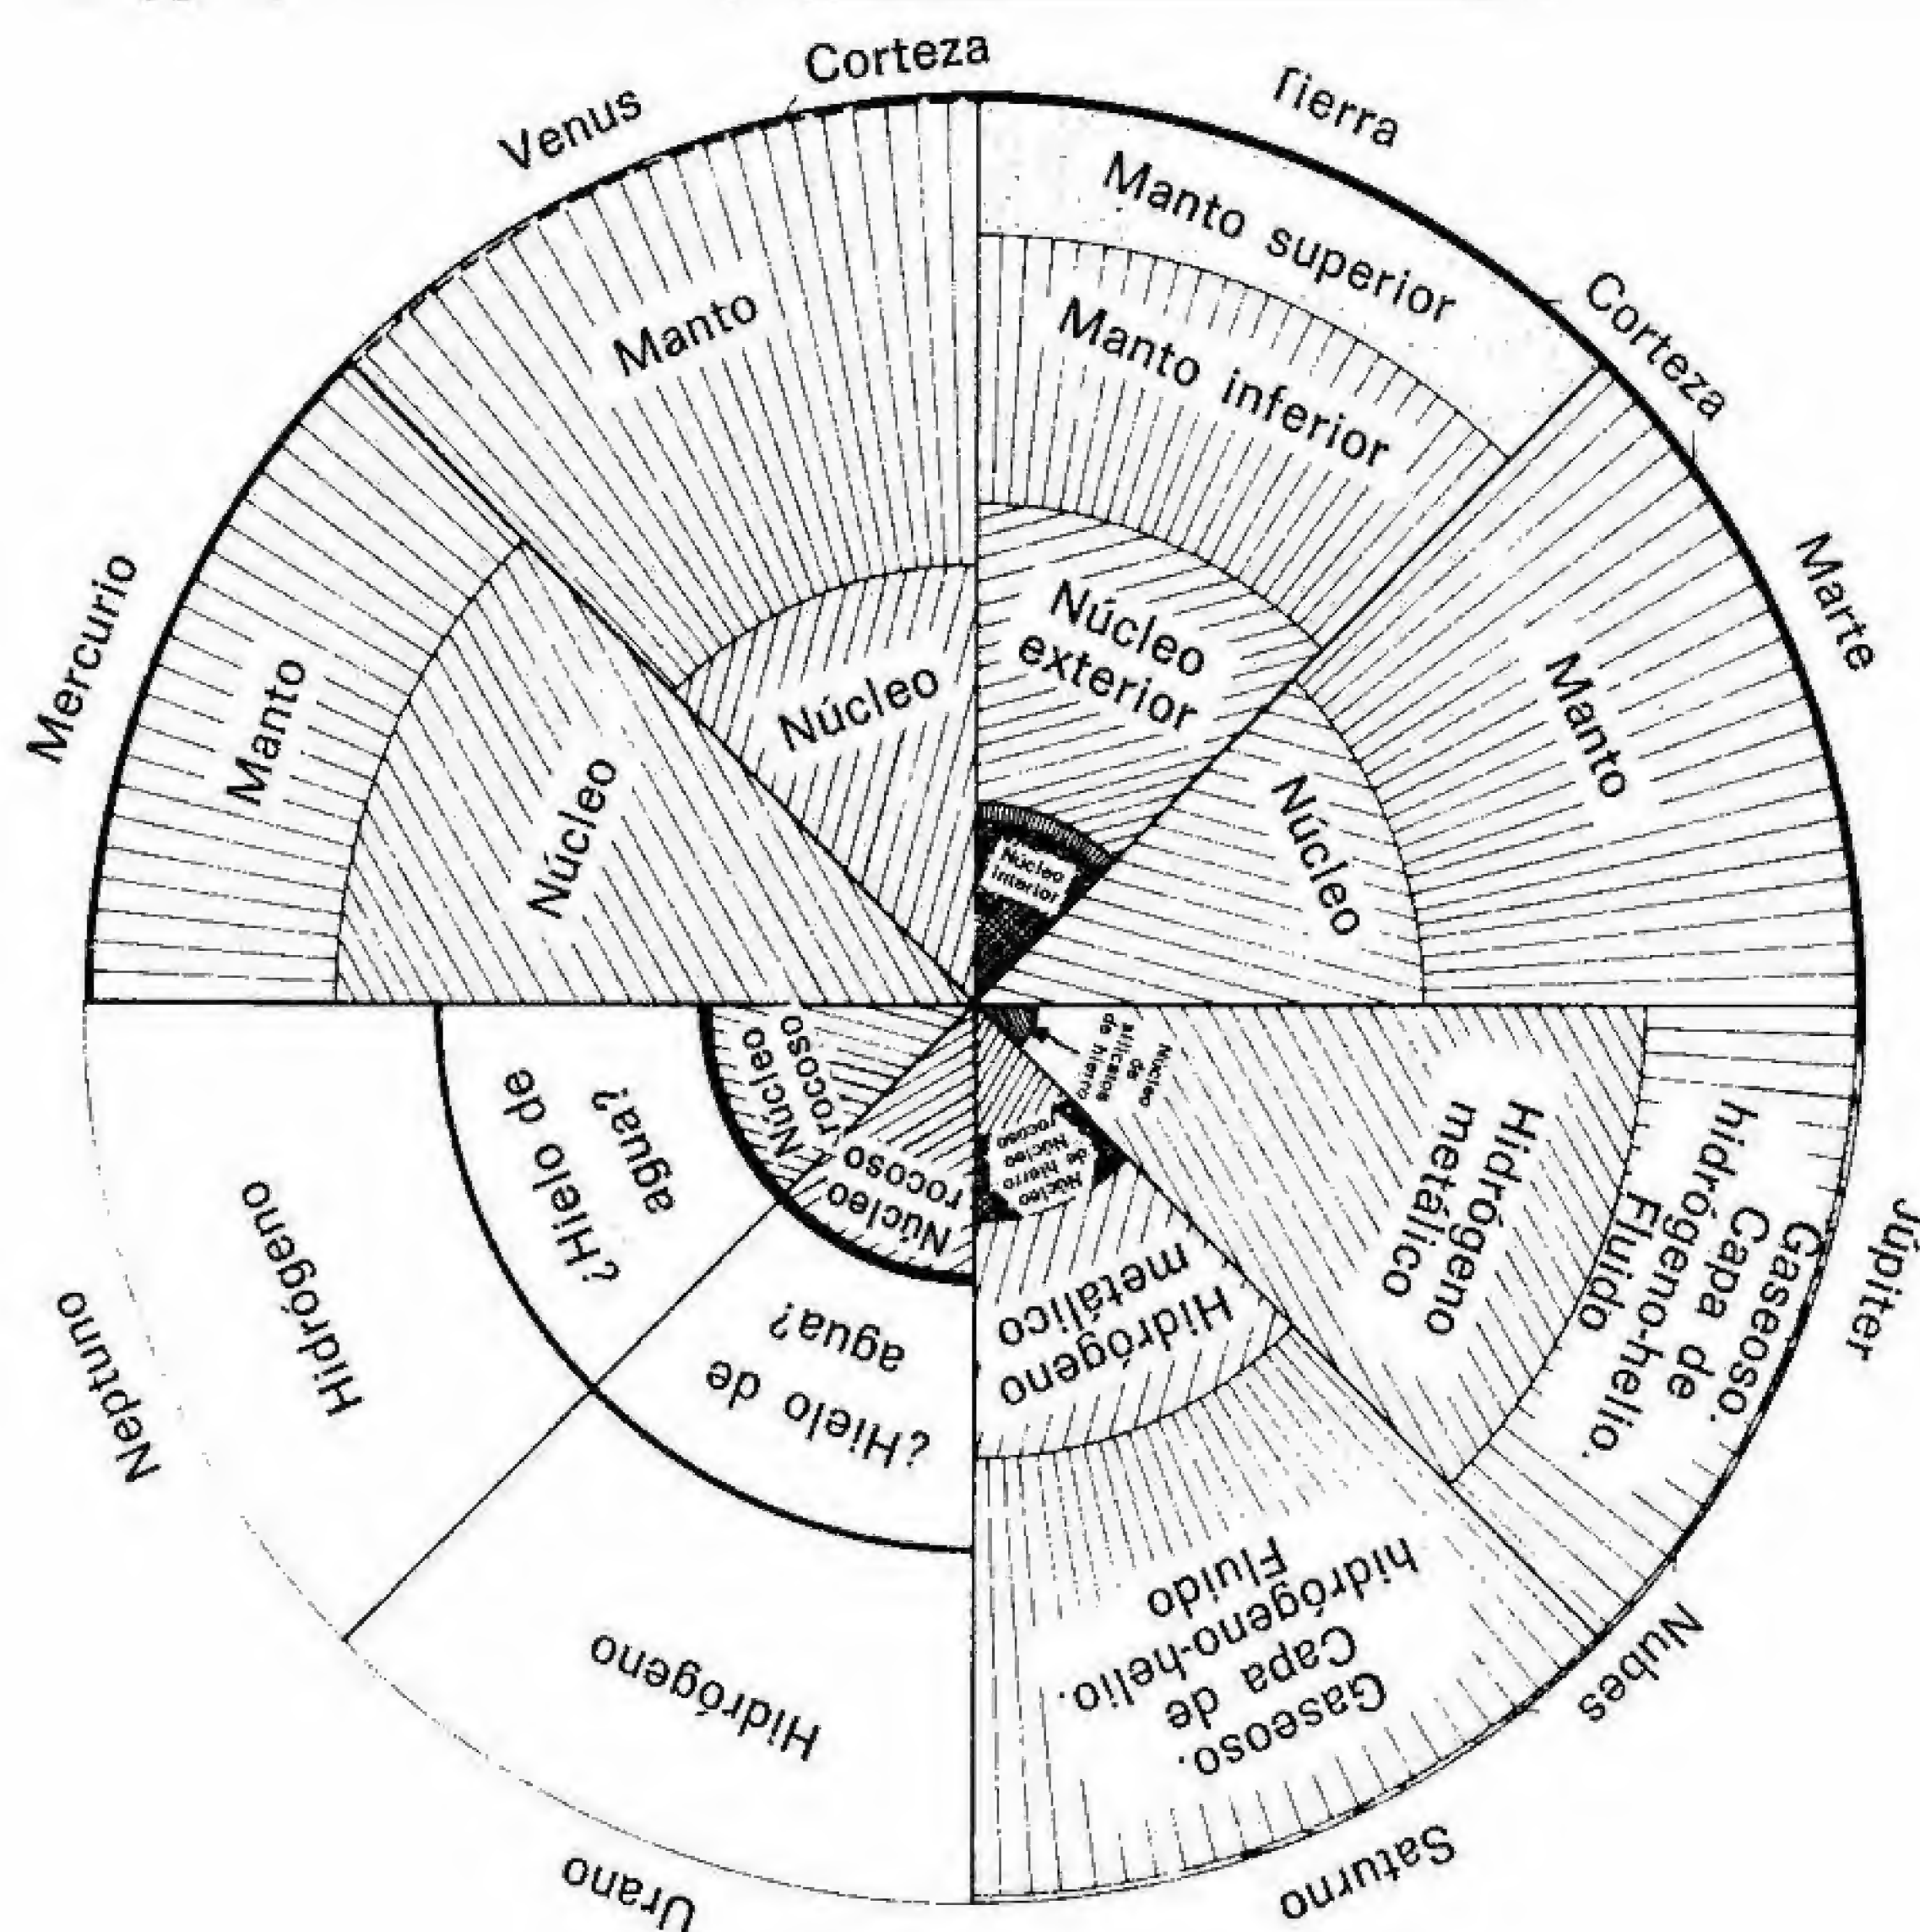 Corteza
Venus
Tierra
Manto superior
Manto inferior
Corteza
Manto
Núcleo
exterior
Núcleo
Núcleo
interior
Marte
Manto
Núcleo
Mercurio
Manto
Núcleo
Núcleo
de
silicatos
de hierro
Hidrógeno
metálico
Gaseoso.
Capa de
hidrógeno-helio.
Fluido
Júpiter
Nubes
Núcleo
rocoso
Núcleo
de hierro
Hidrógeno
metálico
Fluido
hidrógeno-helio.
Capa de
Gaseoso.
Saturno
Núcleo
rocoso
¿Hielo de
agua?
Hidrógeno
Urano
Núcleo
rocoso
¿Hielo de
agua?
Hidrógeno
Neptuno